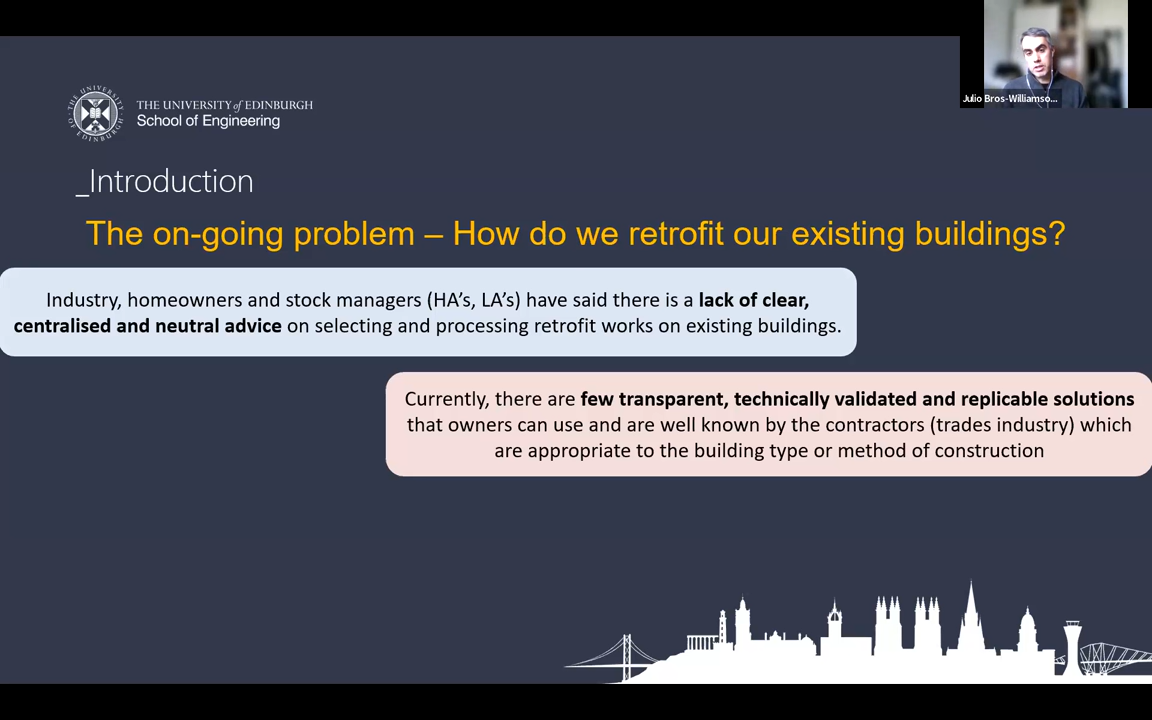 Julio Bros-Williamso...
THE UNIVERSITY of EDINBURGH
School of Engineering
_Introduction
The on-going problem – How do we retrofit our existing buildings?
Industry, homeowners and stock managers (HA's, LA's) have said there is a lack of clear,
centralised and neutral advice on selecting and processing retrofit works on existing buildings.
Currently, there are few transparent, technically validated and replicable solutions
that owners can use and are well known by the contractors (trades industry) which
are appropriate to the building type or method of construction